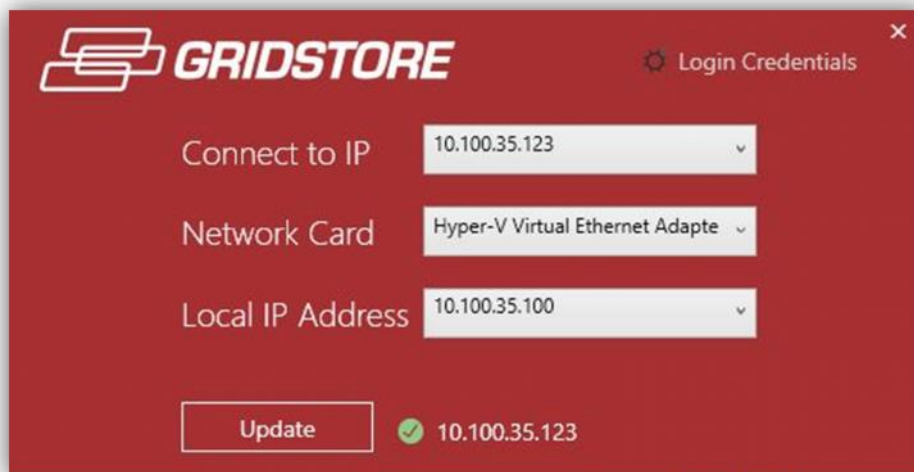 GRIDSTORE
Login Credentials
Connect to IP
10.100.35.123
Network Card
Hyper-V Virtual Ethernet Adapte
Local IP Address
10.100.35.100
Update
10.100.35.123